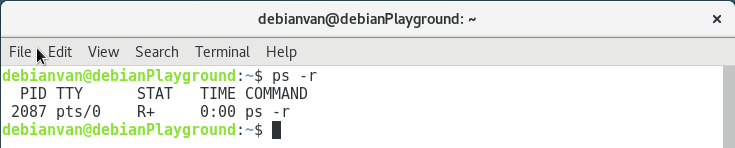 debianvan@debianPlayground: ~
File Edit View Search Terminal Help
debianvan@debianPlayground:~$ ps -r
  PID TTY      STAT   TIME COMMAND
 2087 pts/0    R+     0:00 ps -r
debianvan@debianPlayground:~$